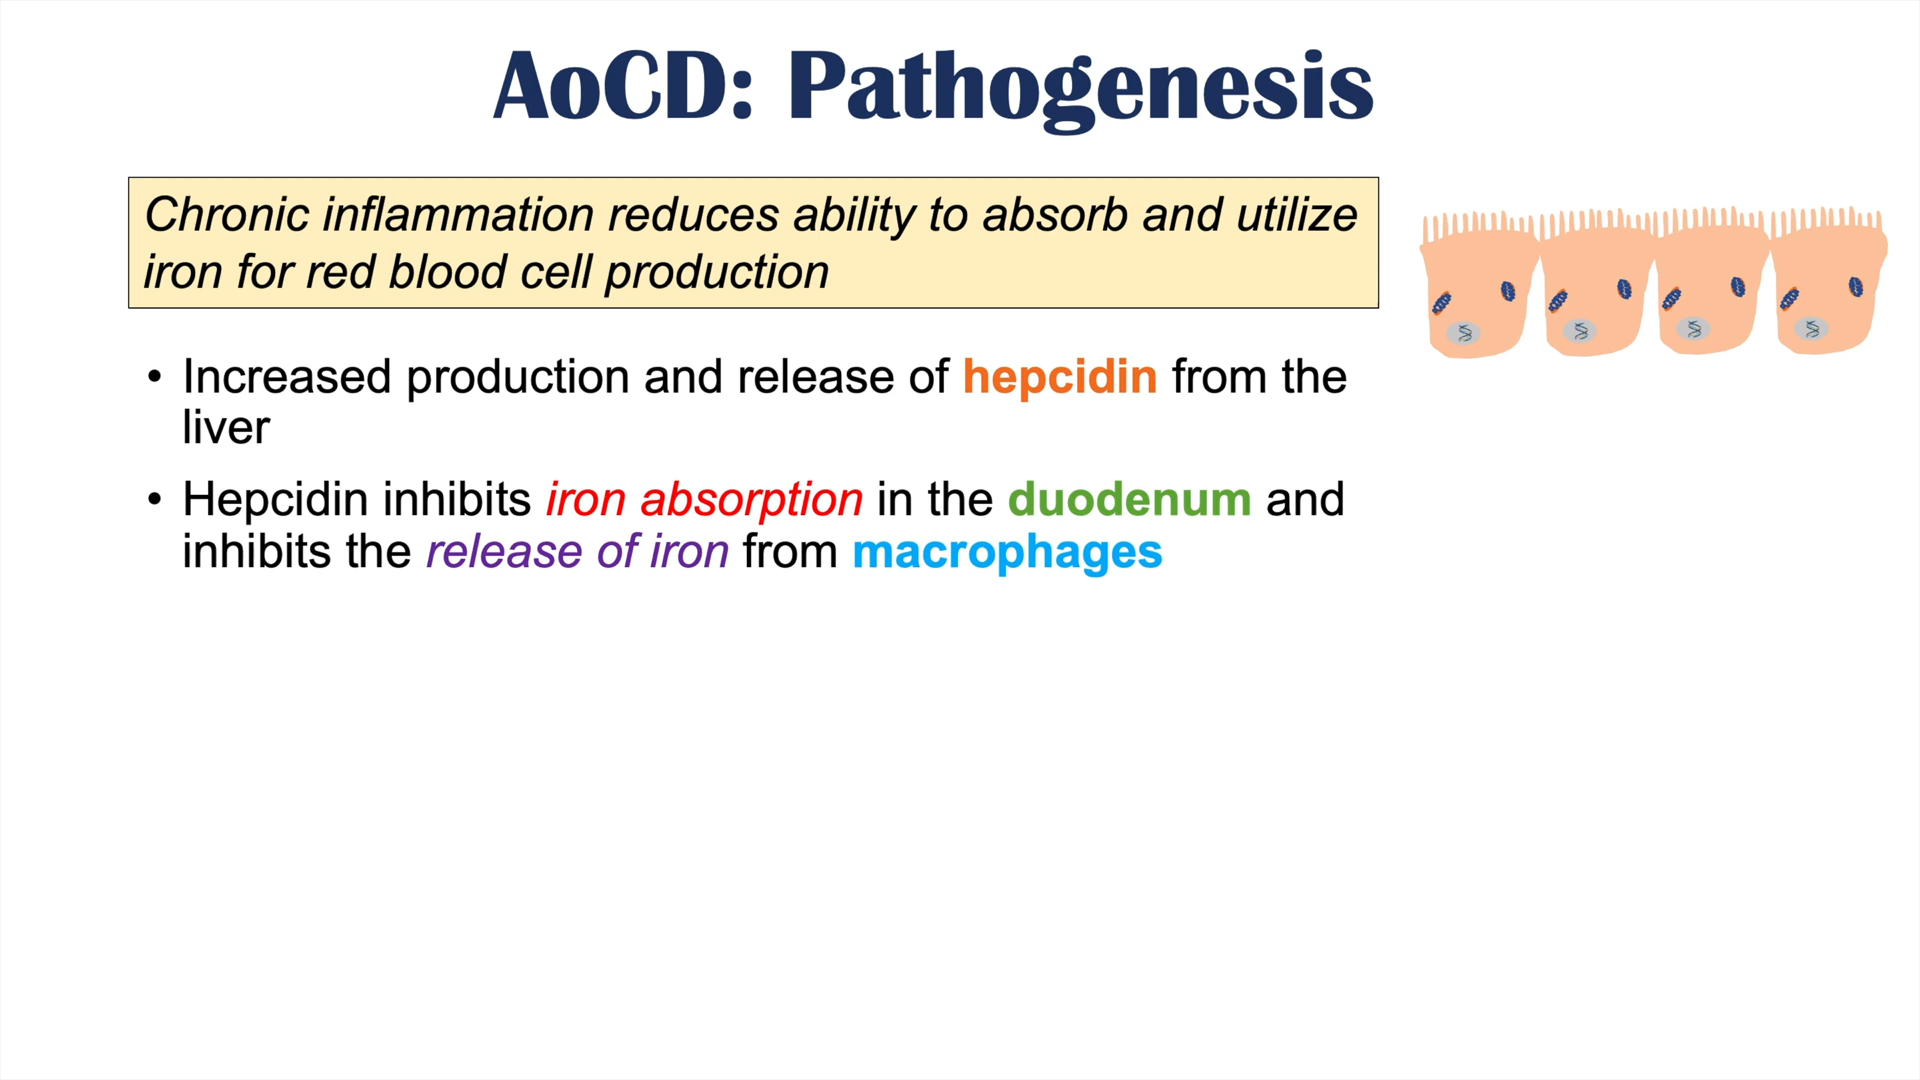 AoCD: Pathogenesis
Chronic inflammation reduces ability to absorb and utilize
iron for red blood cell production
• Increased production and release of hepcidin from the
liver
• Hepcidin inhibits iron absorption in the duodenum and
inhibits the release of iron from macrophages